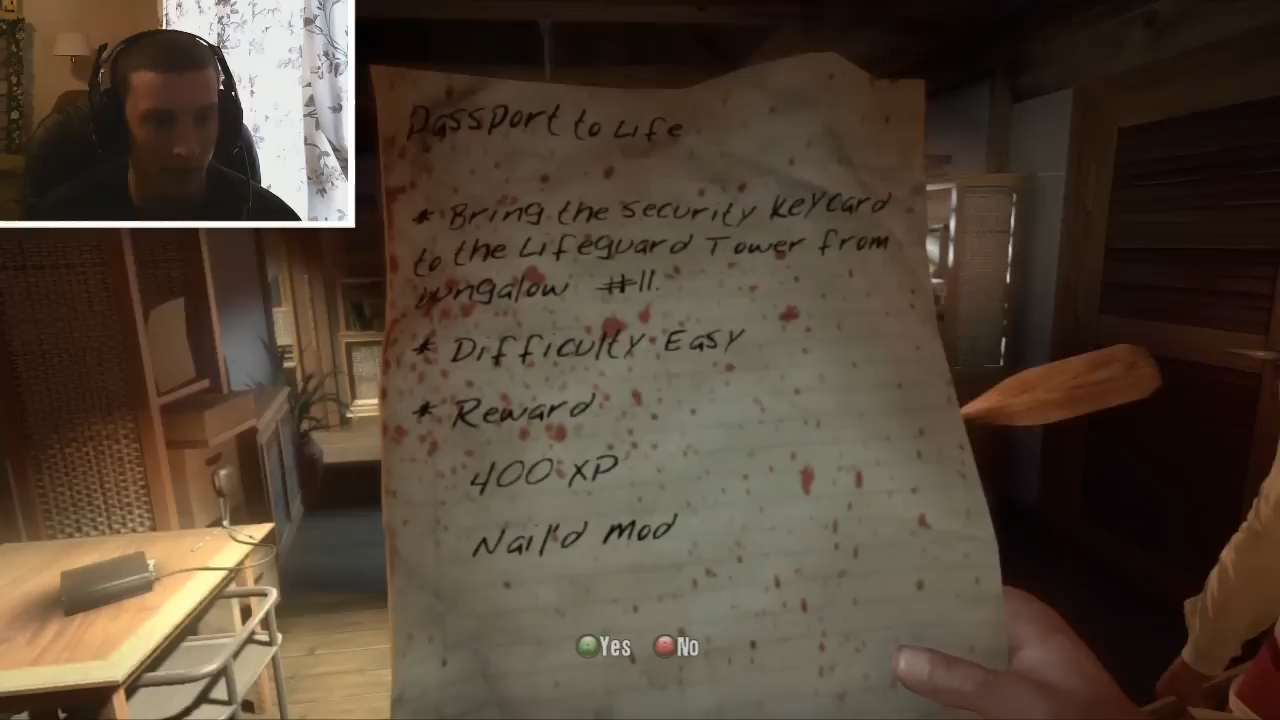 Passport to Life
* Bring the security keycard
to the Lifeguard Tower from
bungalow #11.
* Difficulty: Easy
* Reward
400 XP
Nail'd mod
Yes No